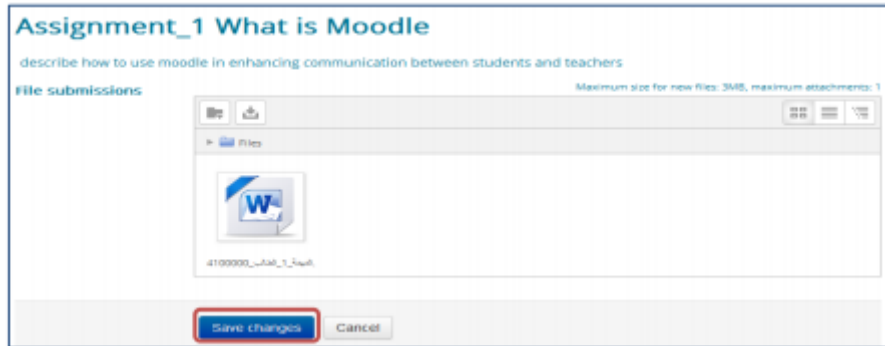 Assignment_1 What is Moodle
describe how to use moodle in enhancing communication between students and teachers
File submissions
Maximum size for new files: 3MB, maximum attachments: 1
Files
W
4100000
Save changes
Cancel